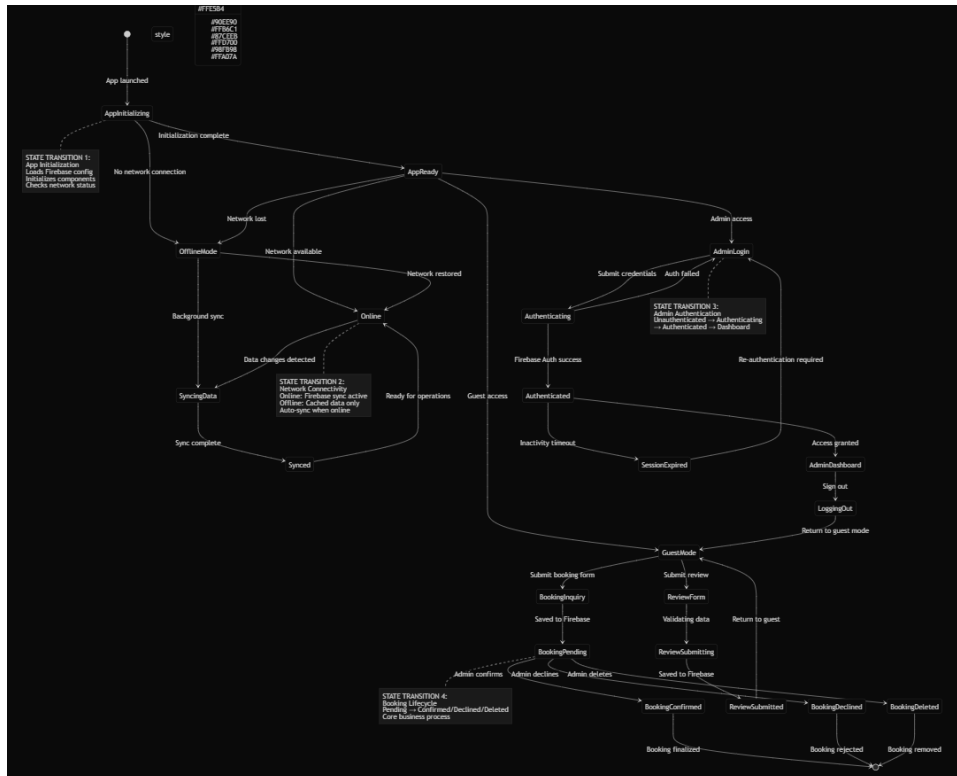 #FFE5B4
style
#90EE90
#FFB6C1
#87CEEB
#FFD700
#98FB98
#FFA07A
App launched
AppInitializing
Initialization complete
STATE TRANSITION 1:
App Initialization
Loads Firebase config
Initializes components
Checks network status
No network connection
AppReady
Network lost
Admin access
OfflineMode
Network available
AdminLogin
Network restored
Submit credentials
Auth failed
Background sync
Online
Authenticating
STATE TRANSITION 3:
Admin Authentication
Unauthenticated → Authenticating
→ Authenticated → Dashboard
Data changes detected
Firebase Auth success
Re-authentication required
STATE TRANSITION 2:
Network Connectivity
Online: Firebase sync active
Offline: Cached data only
Auto-sync when online
SyncingData
Ready for operations
Guest access
Authenticated
Sync complete
Inactivity timeout
Access granted
Synced
SessionExpired
AdminDashboard
Sign out
LoggingOut
Return to guest mode
GuestMode
Submit booking form
Submit review
BookingInquiry
ReviewForm
Saved to Firebase
Validating data
Return to guest
BookingPending
ReviewSubmitting
Admin confirms
Admin declines
Admin deletes
Saved to Firebase
STATE TRANSITION 4:
Booking Lifecycle
Pending → Confirmed/Declined/Deleted
Core business process
BookingConfirmed
ReviewSubmitted
BookingDeclined
BookingDeleted
Booking finalized
Booking rejected
Booking removed